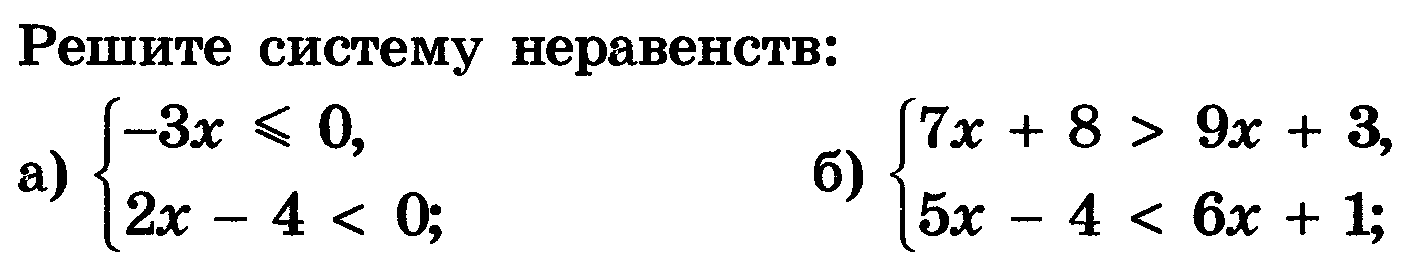 Решите систему неравенств:
а) {−3x ⩽ 0,
2x − 4 < 0;
б) {7x + 8 > 9x + 3,
5x − 4 < 6x + 1;